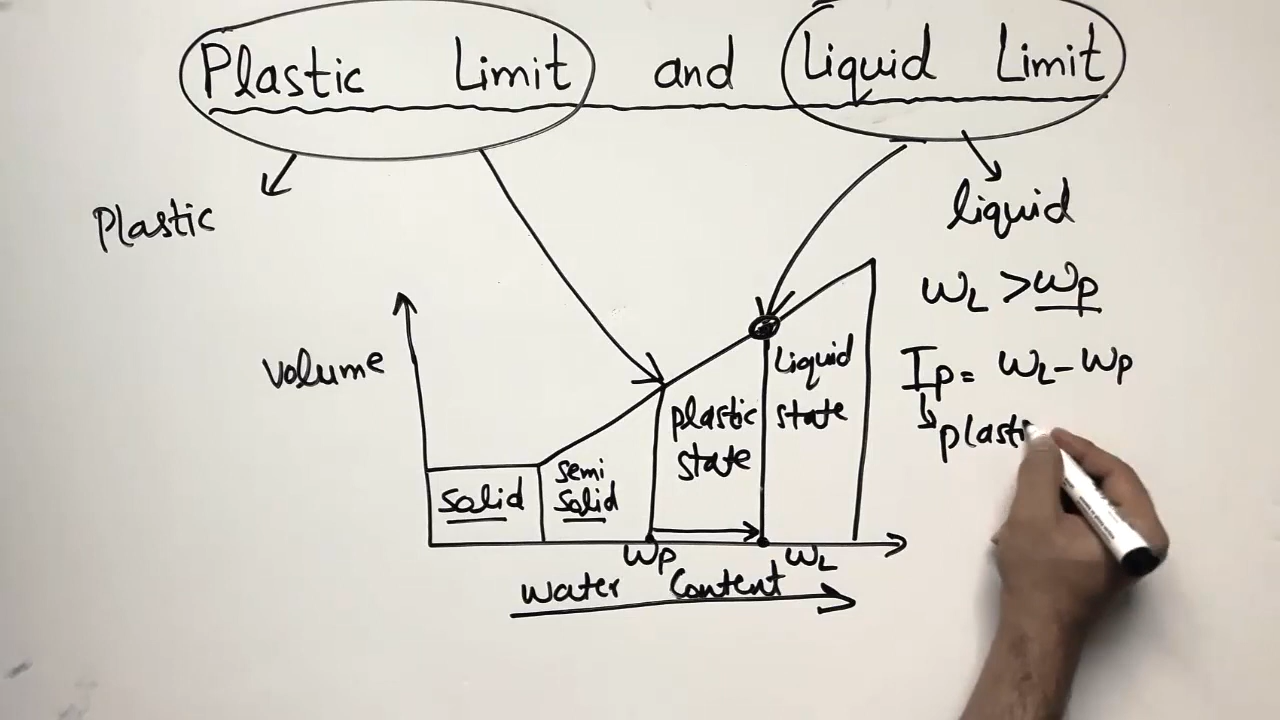 Plastic Limit and Liquid Limit
Plastic
liquid
WL > WP
Volume
IP = WL - WP
plasti
liquid state
plastic state
semi solid
solid
WP
WL
water content